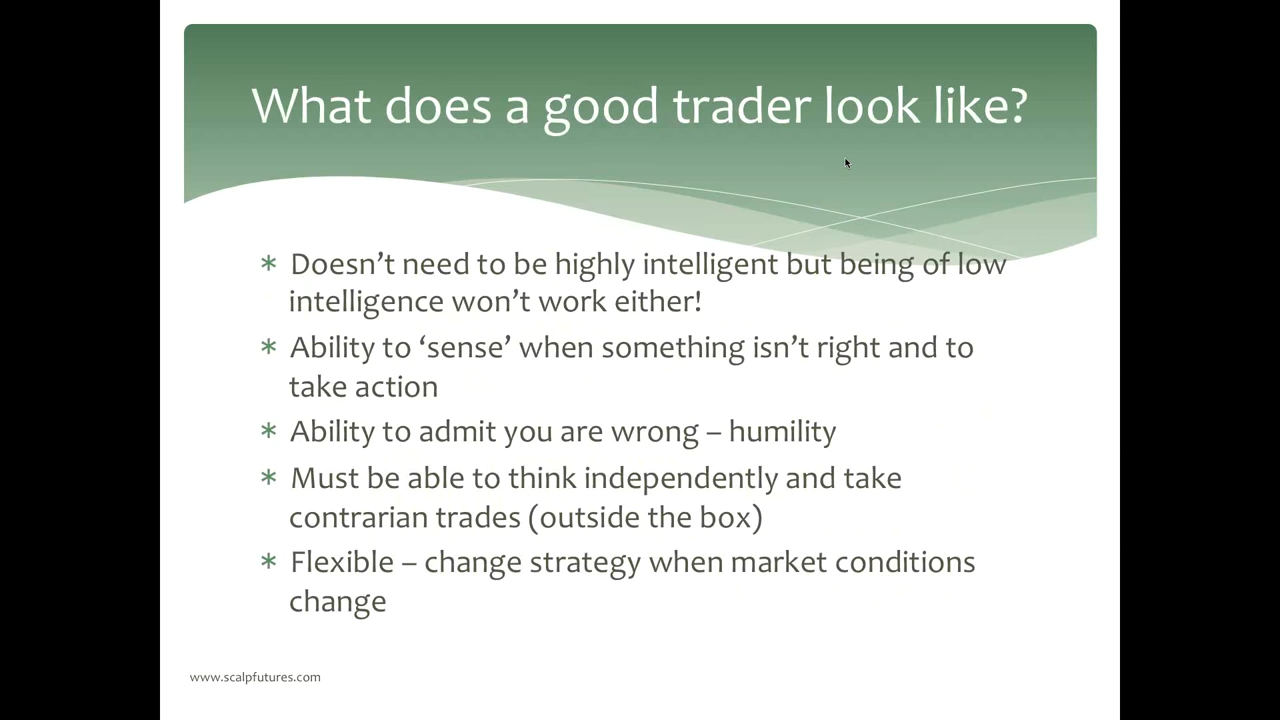 What does a good trader look like?
* Doesn’t need to be highly intelligent but being of low
intelligence won’t work either!
* Ability to ‘sense’ when something isn’t right and to
take action
* Ability to admit you are wrong – humility
* Must be able to think independently and take
contrarian trades (outside the box)
* Flexible – change strategy when market conditions
change
www.scalpfutures.com